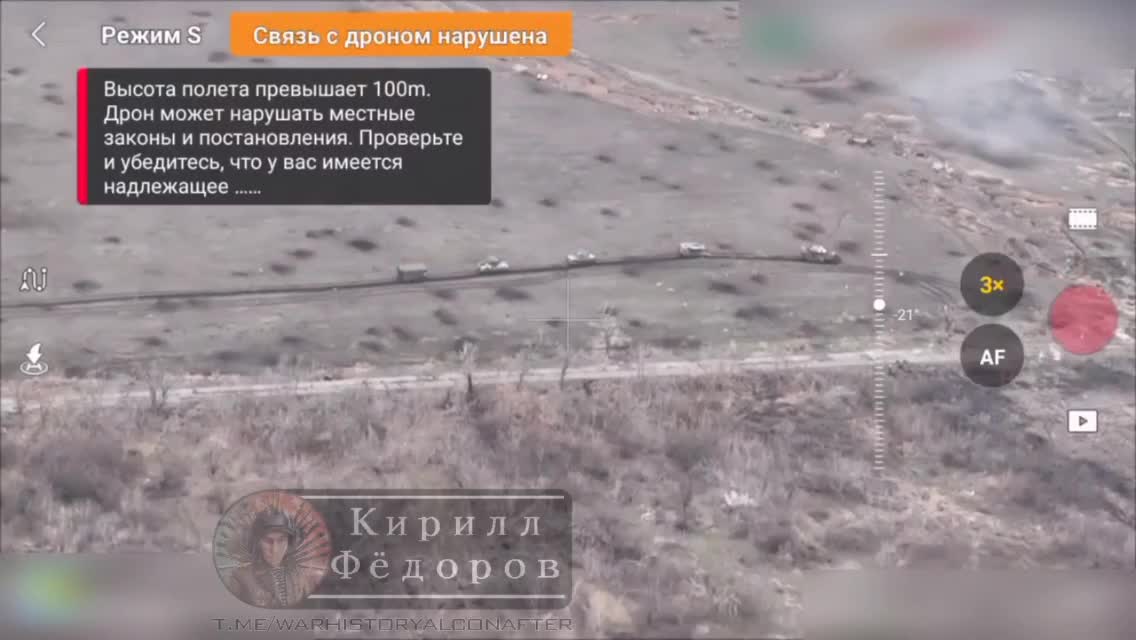 Режим S
Связь с дроном нарушена
Высота полета превышает 100m.
Дрон может нарушать местные
законы и постановления. Проверьте
и убедитесь, что у вас имеется
надлежащее ......
3×
-21°
AF
Кирилл
Фёдоров
T.ME/WARHISTORYALCONAFTER